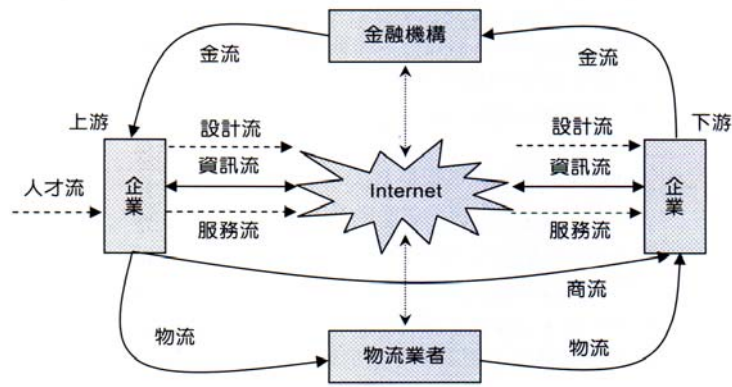 金融機構
金流
金流
上游
下游
設計流
設計流
資訊流
資訊流
人才流
企業
Internet
企業
服務流
服務流
商流
物流
物流業者
物流